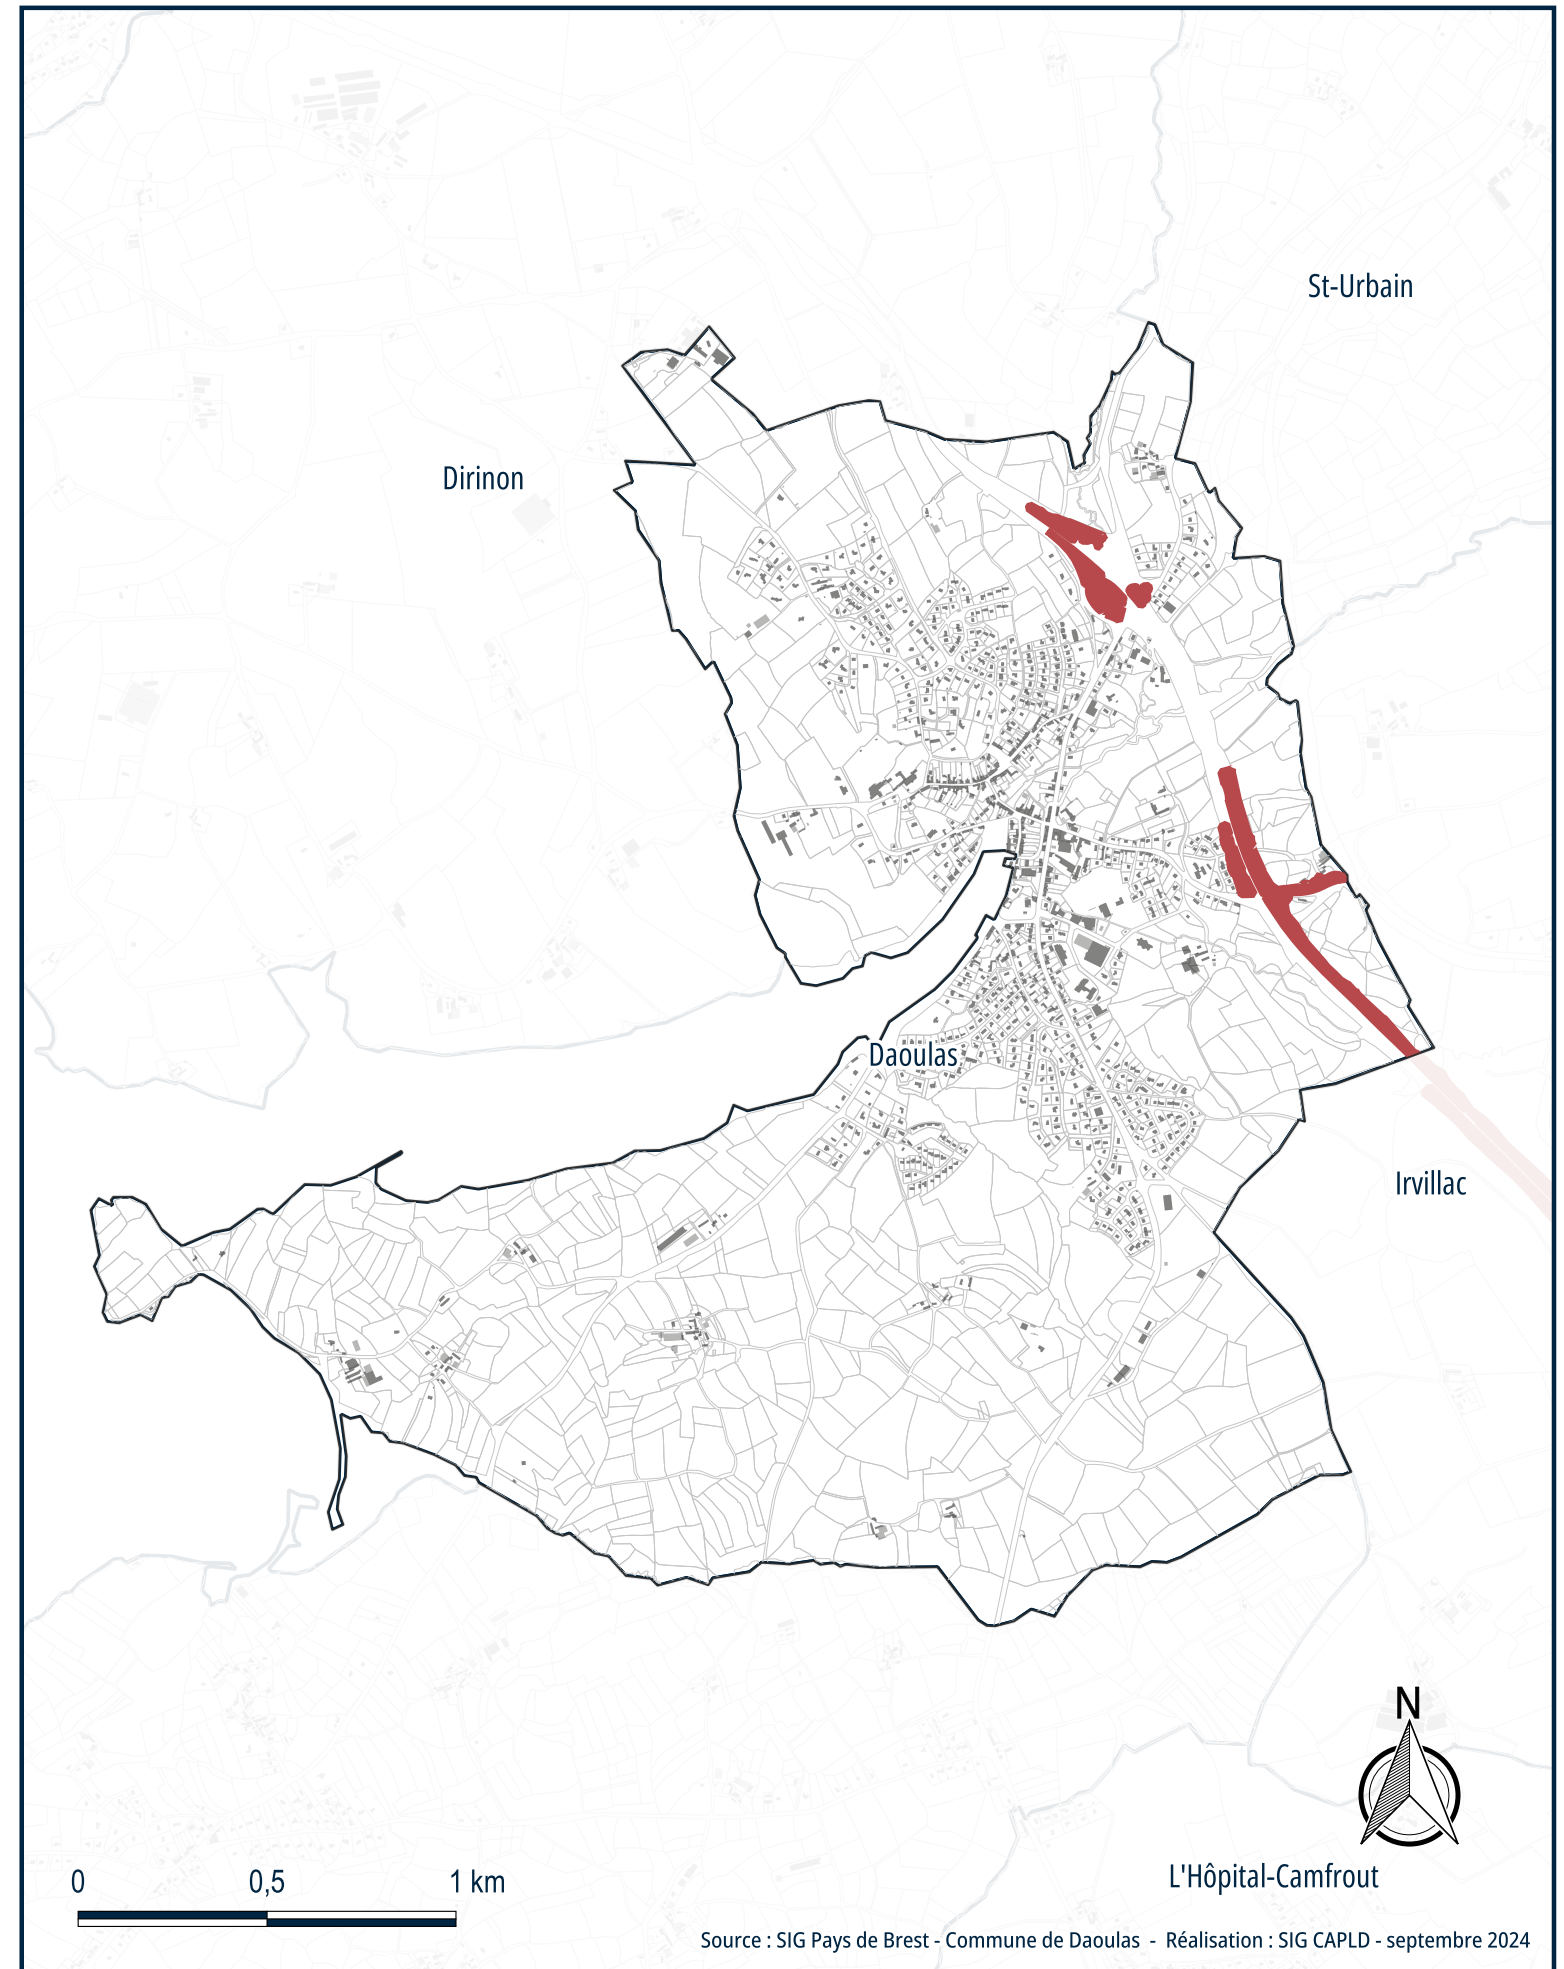 St-Urbain
Dirinon
Daoulas
Irvillac
N
L'Hôpital-Camfrout
0 0,5 1 km
Source : SIG Pays de Brest - Commune de Daoulas - Réalisation : SIG CAPLD - septembre 2024